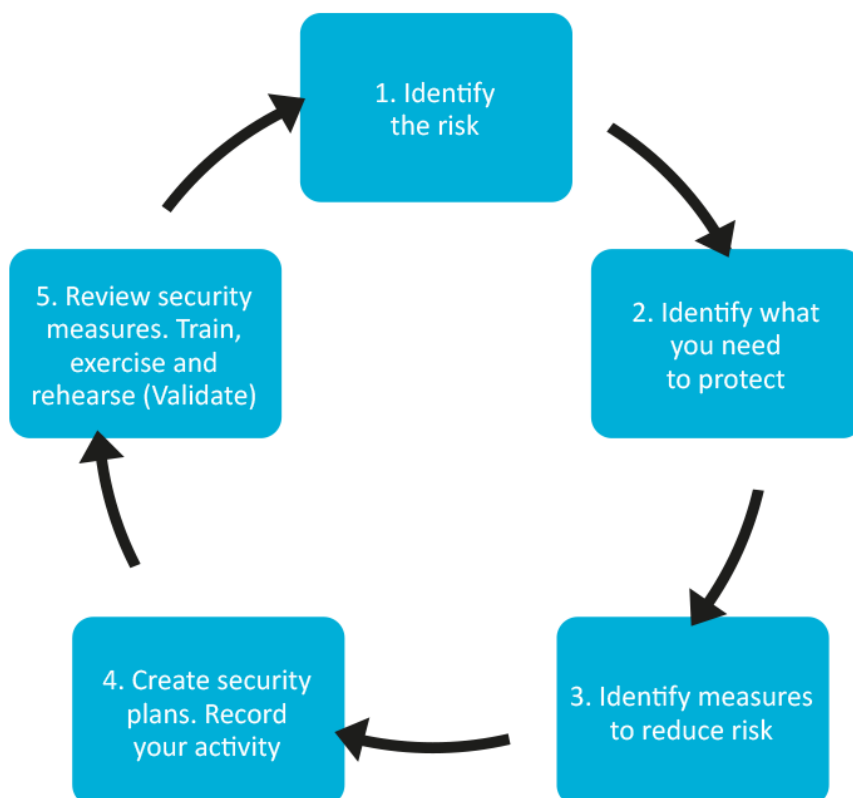 1. Identify
the risk
2. Identify what
you need
to protect
3. Identify measures
to reduce risk
4. Create security
plans. Record
your activity
5. Review security
measures. Train,
exercise and
rehearse (Validate)